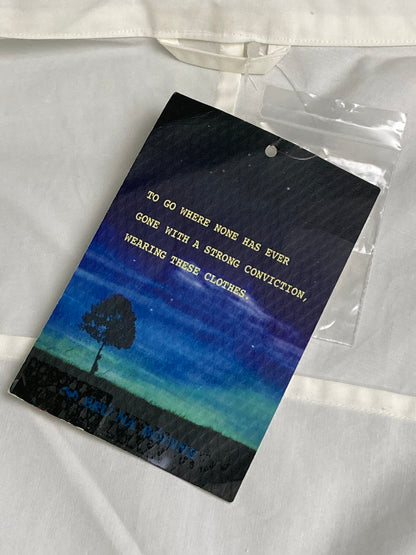 TO GO WHERE NONE HAS EVER
GONE WITH A STRONG CONVICTION,
WEARING THESE CLOTHES.